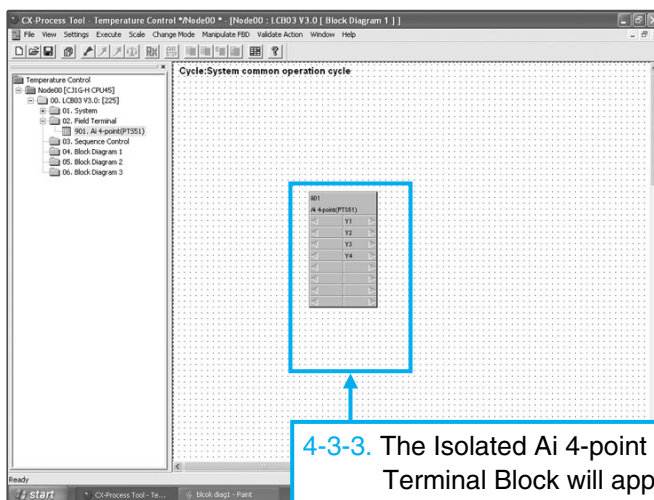 CX-Process Tool - Temperature Control */Node00 * - [Node00 : LCB03 V3.0 [ Block Diagram 1 ] ]
File View Settings Execute Scale Change Mode Manipulate FBD Validate Action Window Help
Temperature Control
Node00 [CJ1G-H CPU45]
00. LCB03 V3.0: [225]
01. System
02. Field Terminal
901. Ai 4-point(PTS51)
03. Sequence Control
04. Block Diagram 1
05. Block Diagram 2
06. Block Diagram 3
Cycle:System common operation cycle
901
Ai 4-point(PTS51)
Y1
Y2
Y3
Y4
4-3-3. The Isolated Ai 4-point
Terminal Block will app
Ready
start CX-Process Tool - Te... blcok diag1 - Paint